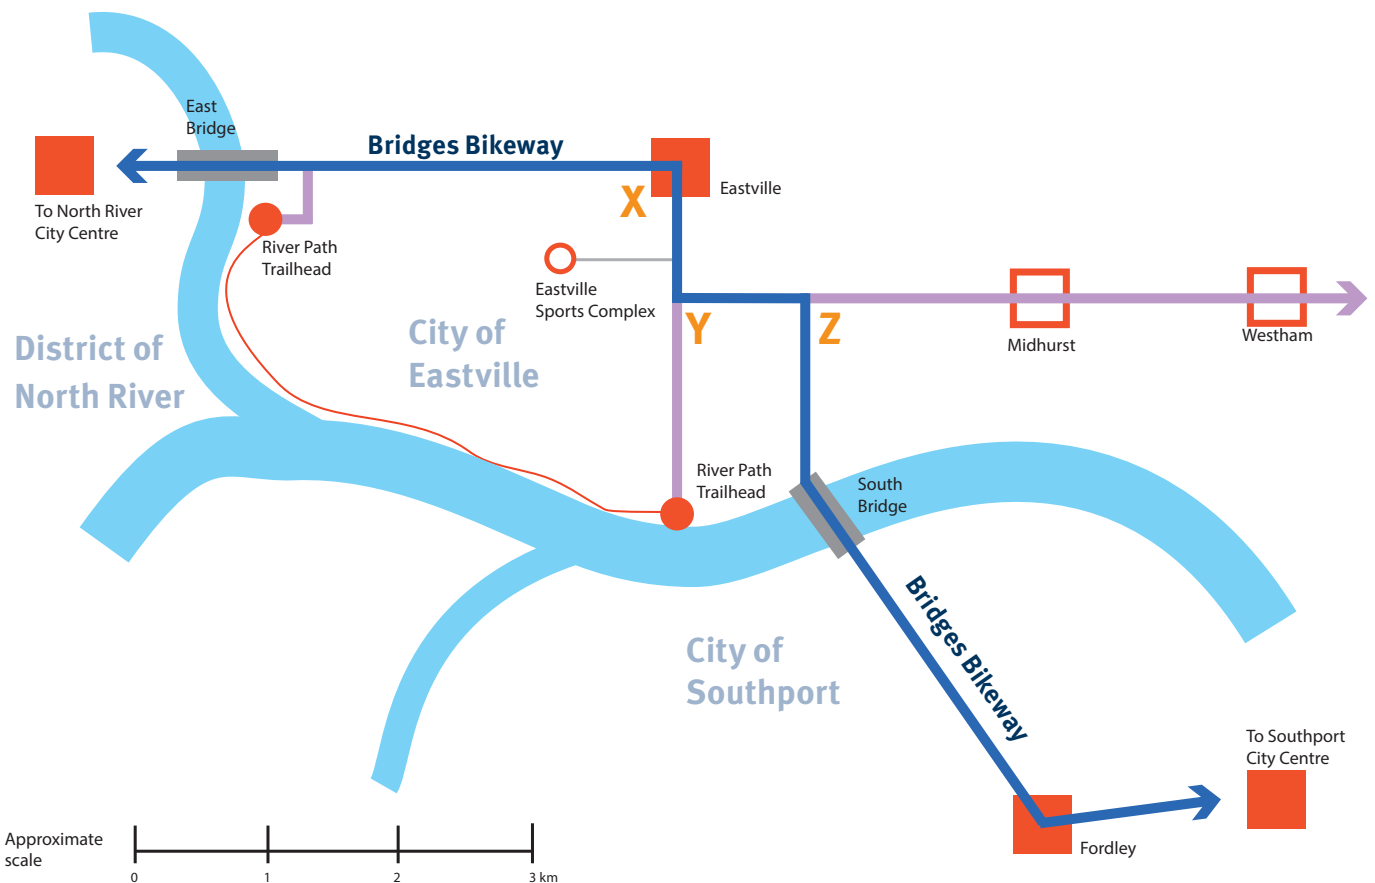 East
Bridge
Bridges Bikeway
To North River
City Centre
X
Eastville
River Path
Trailhead
Eastville
Sports Complex
City of
Eastville
Y
Z
Midhurst
Westham
District of
North River
River Path
Trailhead
South
Bridge
Bridges Bikeway
City of
Southport
To Southport
City Centre
Fordley
Approximate
scale
0 1 2 3 km